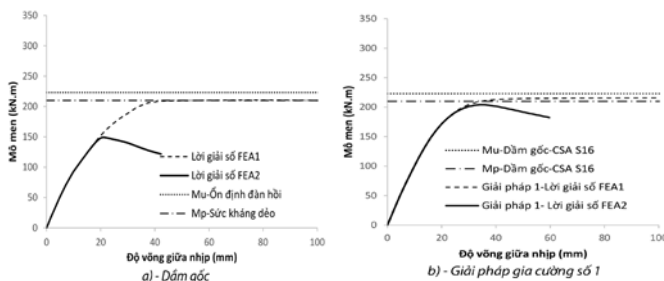 Mô men (kN.m)
350
300
250
200
150
100
50
0
Lời giải số FEA1
Lời giải số FEA2
Mu-Ổn định đàn hồi
Mp-Sức kháng dẻo
0 20 40 60 80 100
Độ võng giữa nhịp (mm)
a) - Dầm gốc
Mô men (kN.m)
350
300
250
200
150
100
50
0
Mu-Dầm gốc-CSA S16
Mp-Dầm gốc-CSA S16
Giải pháp 1-Lời giải số FEA1
Giải pháp 1- Lời giải số FEA2
0 20 40 60 80 100
Độ võng giữa nhịp (mm)
b) - Giải pháp gia cường số 1